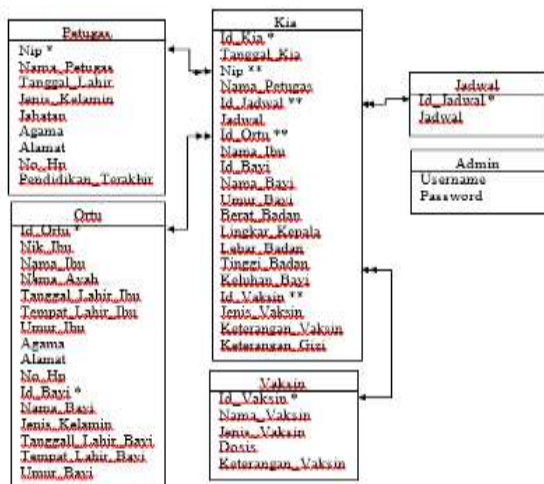 Petugas
Nip *
Nama_Petugas
Tanggal_Lahir
Jenis_Kelamin
Jabatan
Agama
Alamat
No_Hp
Pendidikan_Terakhir
Ortu
Id_Ortu *
Nik_Ibu
Nama_Ibu
Nama_Ayah
Tanggal_Lahir_Ibu
Tempat_Lahir_Ibu
Umur_Ibu
Agama
Alamat
No_Hp
Id_Bayi *
Nama_Bayi
Jenis_Kelamin
Tanggall_Lahir_Bayi
Tempat_Lahir_Bayi
Umur_Bayi
Kia
Id_Kia *
Tanggal_Kia
Nip **
Nama_Petugas
Id_Jadwal **
Jadwal
Id_Ortu **
Nama_Ibu
Id_Bayi
Nama_Bayi
Umur_Bayi
Berat_Badan
Lingkar_Kepala
Lebar_Badan
Tinggi_Badan
Keluhan_Bayi
Id_Vaksin **
Jenis_Vaksin
Keterangan_Vaksin
Keterangan_Gizi
Vaksin
Id_Vaksin *
Nama_Vaksin
Jenis_Vaksin
Dosis
Keterangan_Vaksin
Jadwal
Id_Jadwal *
Jadwal
Admin
Username
Password